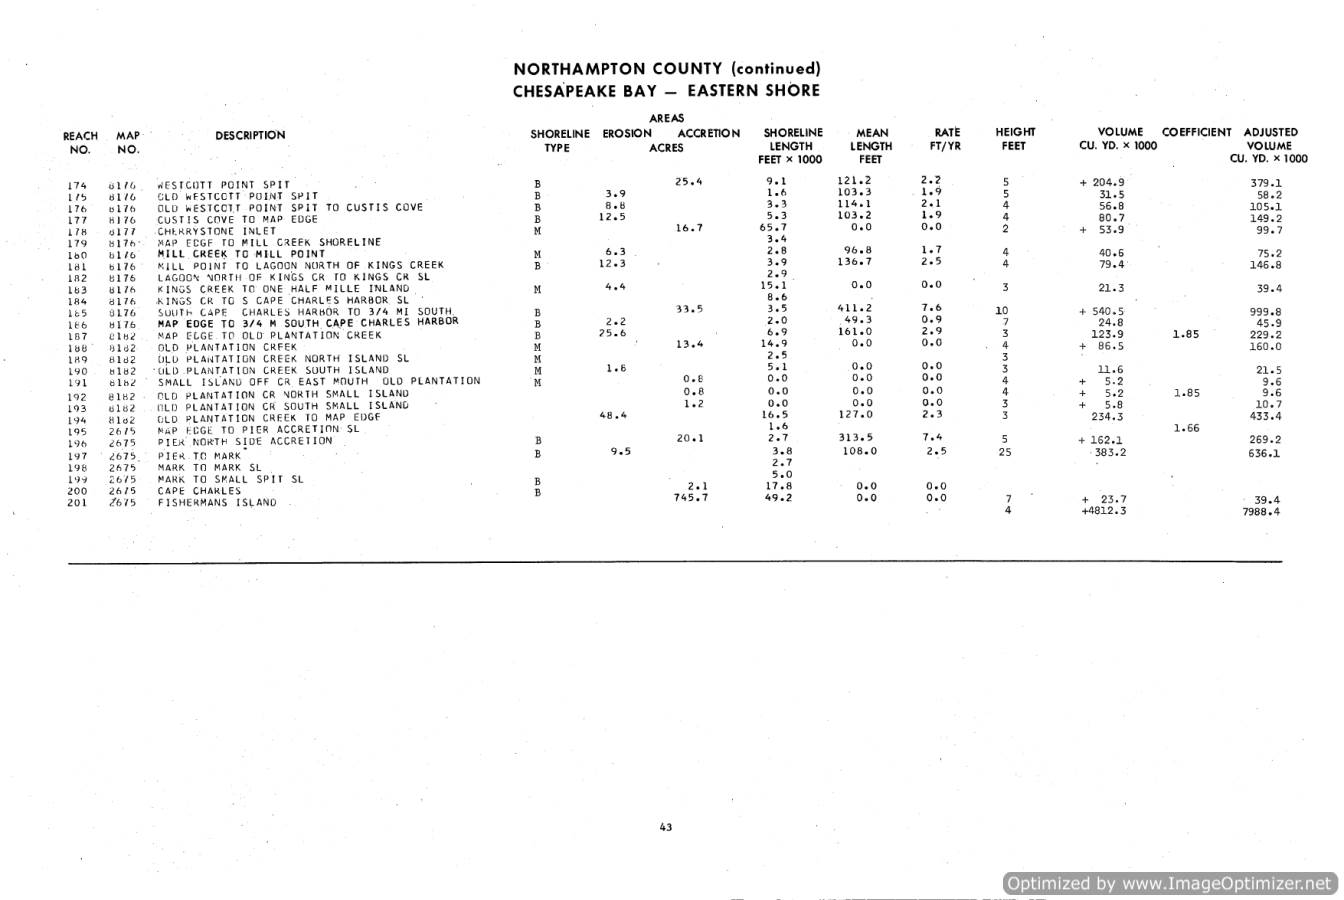 NORTHAMPTON COUNTY (continued)
CHESAPEAKE BAY — EASTERN SHORE
AREAS
REACH MAP DESCRIPTION SHORELINE EROSION ACCRETION SHORELINE MEAN RATE HEIGHT VOLUME COEFFICIENT ADJUSTED
NO. NO. TYPE ACRES LENGTH LENGTH FT/YR FEET CU. YD. × 1000 VOLUME
FEET × 1000 FEET CU. YD. × 1000
174 8176 WESTCOTT POINT SPIT B 25.4 9.1 121.2 2.2 5 + 204.9 379.1
175 8176 OLD WESTCOTT POINT SPIT B 3.9 1.6 103.3 1.9 5 31.5 58.2
176 8176 OLD WESTCOTT POINT SPIT TO CUSTIS COVE B 8.8 3.3 114.1 2.1 4 56.8 105.1
177 8176 CUSTIS COVE TO MAP EDGE B 12.5 5.3 103.2 1.9 4 80.7 149.2
178 8177 CHERRYSTONE INLET M 16.7 65.7 0.0 0.0 2 + 53.9 99.7
179 8176 MAP EDGE TO MILL CREEK SHORELINE 3.4
180 8176 MILL CREEK TO MILL POINT M 6.3 2.8 96.8 1.7 4 40.6 75.2
181 8176 MILL POINT TO LAGOON NORTH OF KINGS CREEK B 12.3 3.9 136.7 2.5 4 79.4 146.8
182 8176 LAGOON NORTH OF KINGS CR TO KINGS CR SL 2.9
183 8176 KINGS CREEK TO ONE HALF MILLE INLAND M 4.4 15.1 0.0 0.0 3 21.3 39.4
184 8176 KINGS CR TO S CAPE CHARLES HARBOR SL 8.6
185 8176 SOUTH CAPE CHARLES HARBOR TO 3/4 MI SOUTH B 33.5 3.5 411.2 7.6 10 + 540.5 999.8
186 8176 MAP EDGE TO 3/4 M SOUTH CAPE CHARLES HARBOR B 2.2 2.0 49.3 0.9 7 24.8 45.9
187 8182 MAP EDGE TO OLD PLANTATION CREEK B 25.6 6.9 161.0 2.9 3 123.9 1.85 229.2
188 8182 OLD PLANTATION CREEK M 13.4 14.9 0.0 0.0 4 + 86.5 160.0
189 8182 OLD PLANTATION CREEK NORTH ISLAND SL M 2.5 3
190 8182 OLD PLANTATION CREEK SOUTH ISLAND M 1.8 5.1 0.0 0.0 3 11.6 21.5
191 8182 SMALL ISLAND OFF CR EAST MOUTH OLD PLANTATION M 0.8 0.0 0.0 0.0 4 + 5.2 9.6
192 8182 OLD PLANTATION CR NORTH SMALL ISLAND 0.8 0.0 0.0 0.0 4 + 5.2 1.85 9.6
193 8182 OLD PLANTATION CR SOUTH SMALL ISLAND 1.2 0.0 0.0 0.0 3 + 5.8 10.7
194 8182 OLD PLANTATION CREEK TO MAP EDGE 48.4 16.5 127.0 2.3 3 234.3 433.4
195 2675 MAP EDGE TO PIER ACCRETION SL 1.6 1.66
196 2675 PIER NORTH SIDE ACCRETION B 20.1 2.7 313.5 7.4 5 + 162.1 269.2
197 2675 PIER TO MARK B 9.5 3.8 108.0 2.5 25 383.2 636.1
198 2675 MARK TO MARK SL 2.7
199 2675 MARK TO SMALL SPIT SL 5.0
200 2675 CAPE CHARLES B 2.1 17.8 0.0 0.0 7 + 23.7 39.4
201 2675 FISHERMANS ISLAND B 745.7 49.2 0.0 0.0 4 +4812.3 7988.4
43
Optimized by www.ImageOptimizer.net